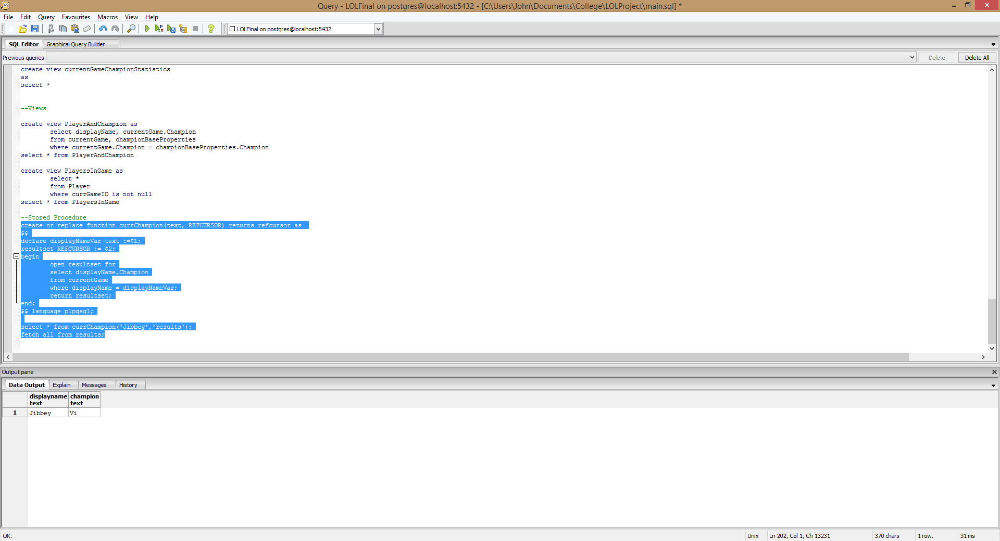 Query - LOLFinal on postgres@localhost:5432 - [C:\Users\John\Documents\College\LOLProject\main.sql] *
File Edit Query Favourites Macros View Help
LOLFinal on postgres@localhost:5432
SQL Editor Graphical Query Builder
Previous queries Delete Delete All
create view currentGameChampionStatistics
as
select *
--Views
create view PlayerAndChampion as
select displayName, currentGame.Champion
from currentGame, championBaseProperties
where currentGame.Champion = championBaseProperties.Champion
select * from PlayerAndChampion
create view PlayersInGame as
select *
from Player
where currGameID is not null
select * from PlayersInGame
--Stored Procedure
create or replace function currChampion(text, REFCURSOR) returns refcursor as
$$
declare displayNameVar text :=$1;
resultset REFCURSOR := $2;
begin
open resultset for
select displayName,Champion
from currentGame
where displayName = displayNameVar;
return resultset;
end;
$$ language plpgsql;
select * from currChampion('Jibbey','results');
fetch all from results;
Output pane
Data Output Explain Messages History
displayname champion
text text
1 Jibbey Vi
OK. Unix Ln 202, Col 1, Ch 13231 370 chars 1 row. 31 ms